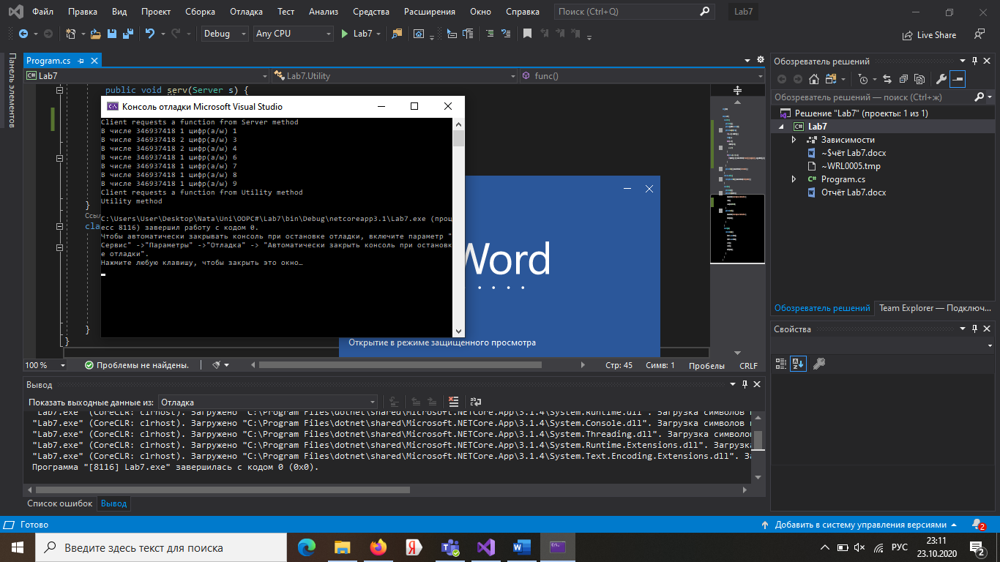 Файл Правка Вид Проект Сборка Отладка Тест Анализ Средства Расширения Окно Справка Поиск (Ctrl+Q) Lab7
Debug Any CPU Lab7 Live Share
Панель элементов
Program.cs
Lab7 Lab7.Utility func()
public void serv(Server s) {
Консоль отладки Microsoft Visual Studio
Client requests a function from Server method
В числе 346937418 1 цифр(а/ы) 1
В числе 346937418 2 цифр(а/ы) 3
В числе 346937418 2 цифр(а/ы) 4
В числе 346937418 1 цифр(а/ы) 6
В числе 346937418 1 цифр(а/ы) 7
В числе 346937418 1 цифр(а/ы) 8
В числе 346937418 1 цифр(а/ы) 9
Client requests a function from Utility method
Utility method
C:\Users\User\Desktop\Nata\Uni\OOPC#\Lab7\bin\Debug\netcoreapp3.1\Lab7.exe (проц
есс 8116) завершил работу с кодом 0.
Чтобы автоматически закрывать консоль при остановке отладки, включите параметр "
Сервис" ->"Параметры" ->"Отладка" -> "Автоматически закрыть консоль при остановк
е отладки".
Нажмите любую клавишу, чтобы закрыть это окно…
}
Ссыл
cla
}
}
Word
Открытие в режиме защищенного просмотра
100 % Проблемы не найдены. Стр: 45 Симв: 1 Пробелы CRLF
Обозреватель решений
Обозреватель решений — поиск (Ctrl+ж)
Решение "Lab7" (проекты: 1 из 1)
Lab7
Зависимости
~$чёт Lab7.docx
~WRL0005.tmp
Program.cs
Отчёт Lab7.docx
Обозреватель решений Team Explorer — Подключ...
Свойства
Вывод
Показать выходные данные из: Отладка
"Lab7.exe" (CoreCLR: clrhost). Загружено "C:\Program Files\dotnet\shared\Microsoft.NETCore.App\3.1.4\System.Runtime.dll". Загрузка символов
"Lab7.exe" (CoreCLR: clrhost). Загружено "C:\Program Files\dotnet\shared\Microsoft.NETCore.App\3.1.4\System.Console.dll". Загрузка символов
"Lab7.exe" (CoreCLR: clrhost). Загружено "C:\Program Files\dotnet\shared\Microsoft.NETCore.App\3.1.4\System.Threading.dll". Загрузка символов
"Lab7.exe" (CoreCLR: clrhost). Загружено "C:\Program Files\dotnet\shared\Microsoft.NETCore.App\3.1.4\System.Runtime.Extensions.dll". Загрузка
"Lab7.exe" (CoreCLR: clrhost). Загружено "C:\Program Files\dotnet\shared\Microsoft.NETCore.App\3.1.4\System.Text.Encoding.Extensions.dll". За
Программа "[8116] Lab7.exe" завершилась с кодом 0 (0x0).
Список ошибок Вывод
Готово Добавить в систему управления версиями 2
Введите здесь текст для поиска
РУС 23:11
23.10.2020 2